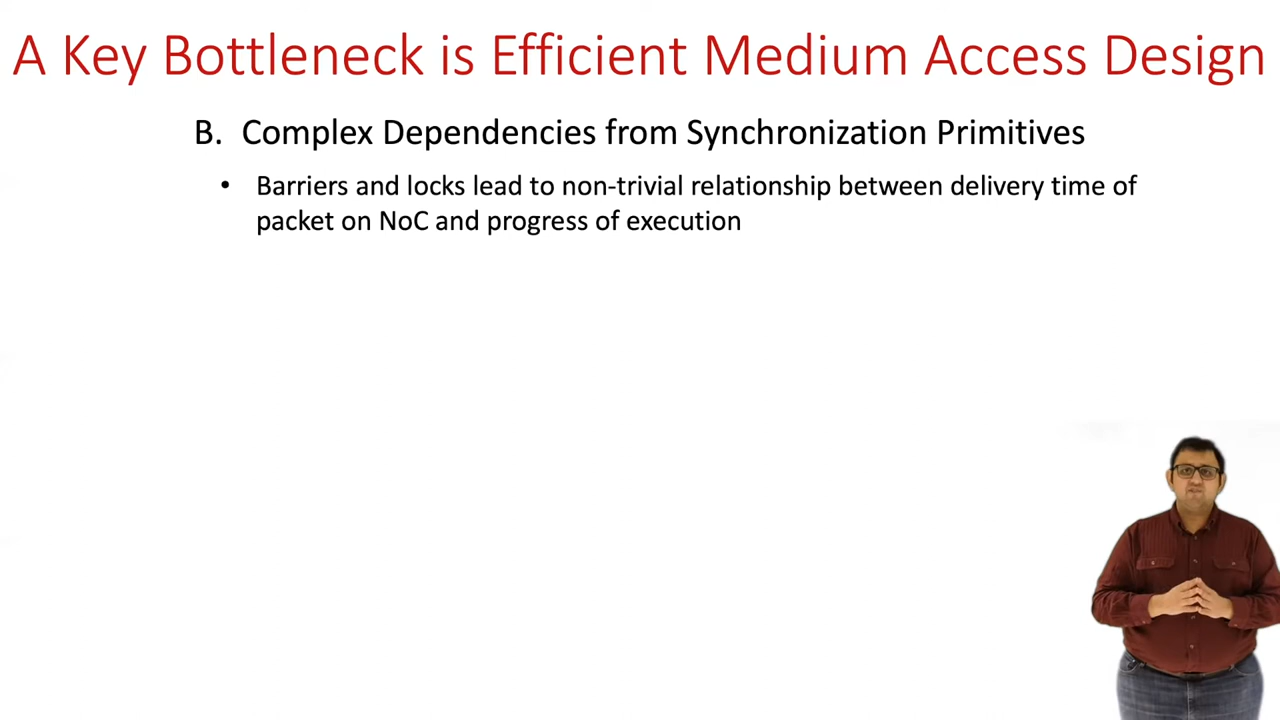 A Key Bottleneck is Efficient Medium Access Design
B. Complex Dependencies from Synchronization Primitives
• Barriers and locks lead to non-trivial relationship between delivery time of
packet on NoC and progress of execution